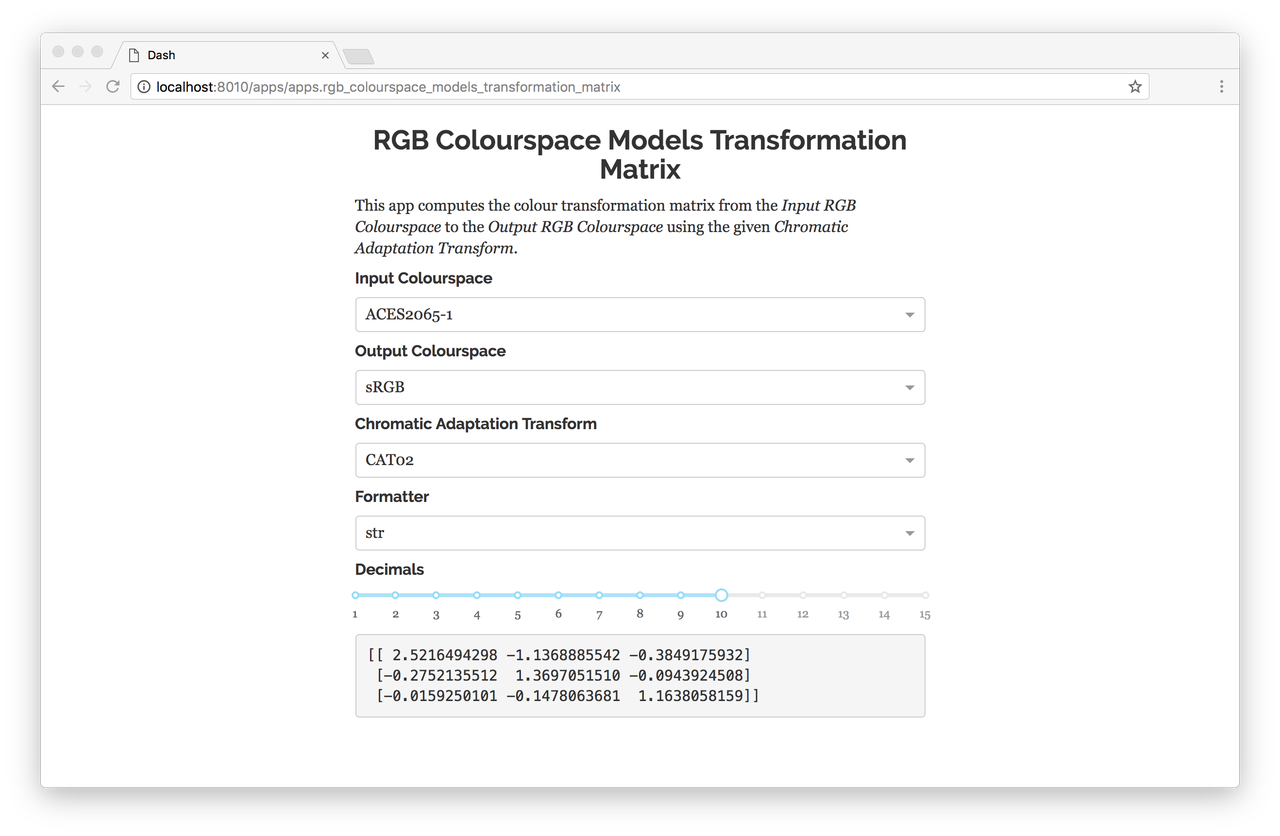 Dash
localhost:8010/apps/apps.rgb_colourspace_models_transformation_matrix
RGB Colourspace Models Transformation
Matrix
This app computes the colour transformation matrix from the Input RGB
Colourspace to the Output RGB Colourspace using the given Chromatic
Adaptation Transform.
Input Colourspace
ACES2065-1
Output Colourspace
sRGB
Chromatic Adaptation Transform
CAT02
Formatter
str
Decimals
1 2 3 4 5 6 7 8 9 10 11 12 13 14 15
[[ 2.5216494298 −1.1368885542 −0.3849175932]
[−0.2752135512 1.3697051510 −0.0943924508]
[−0.0159250101 −0.1478063681 1.1638058159]]